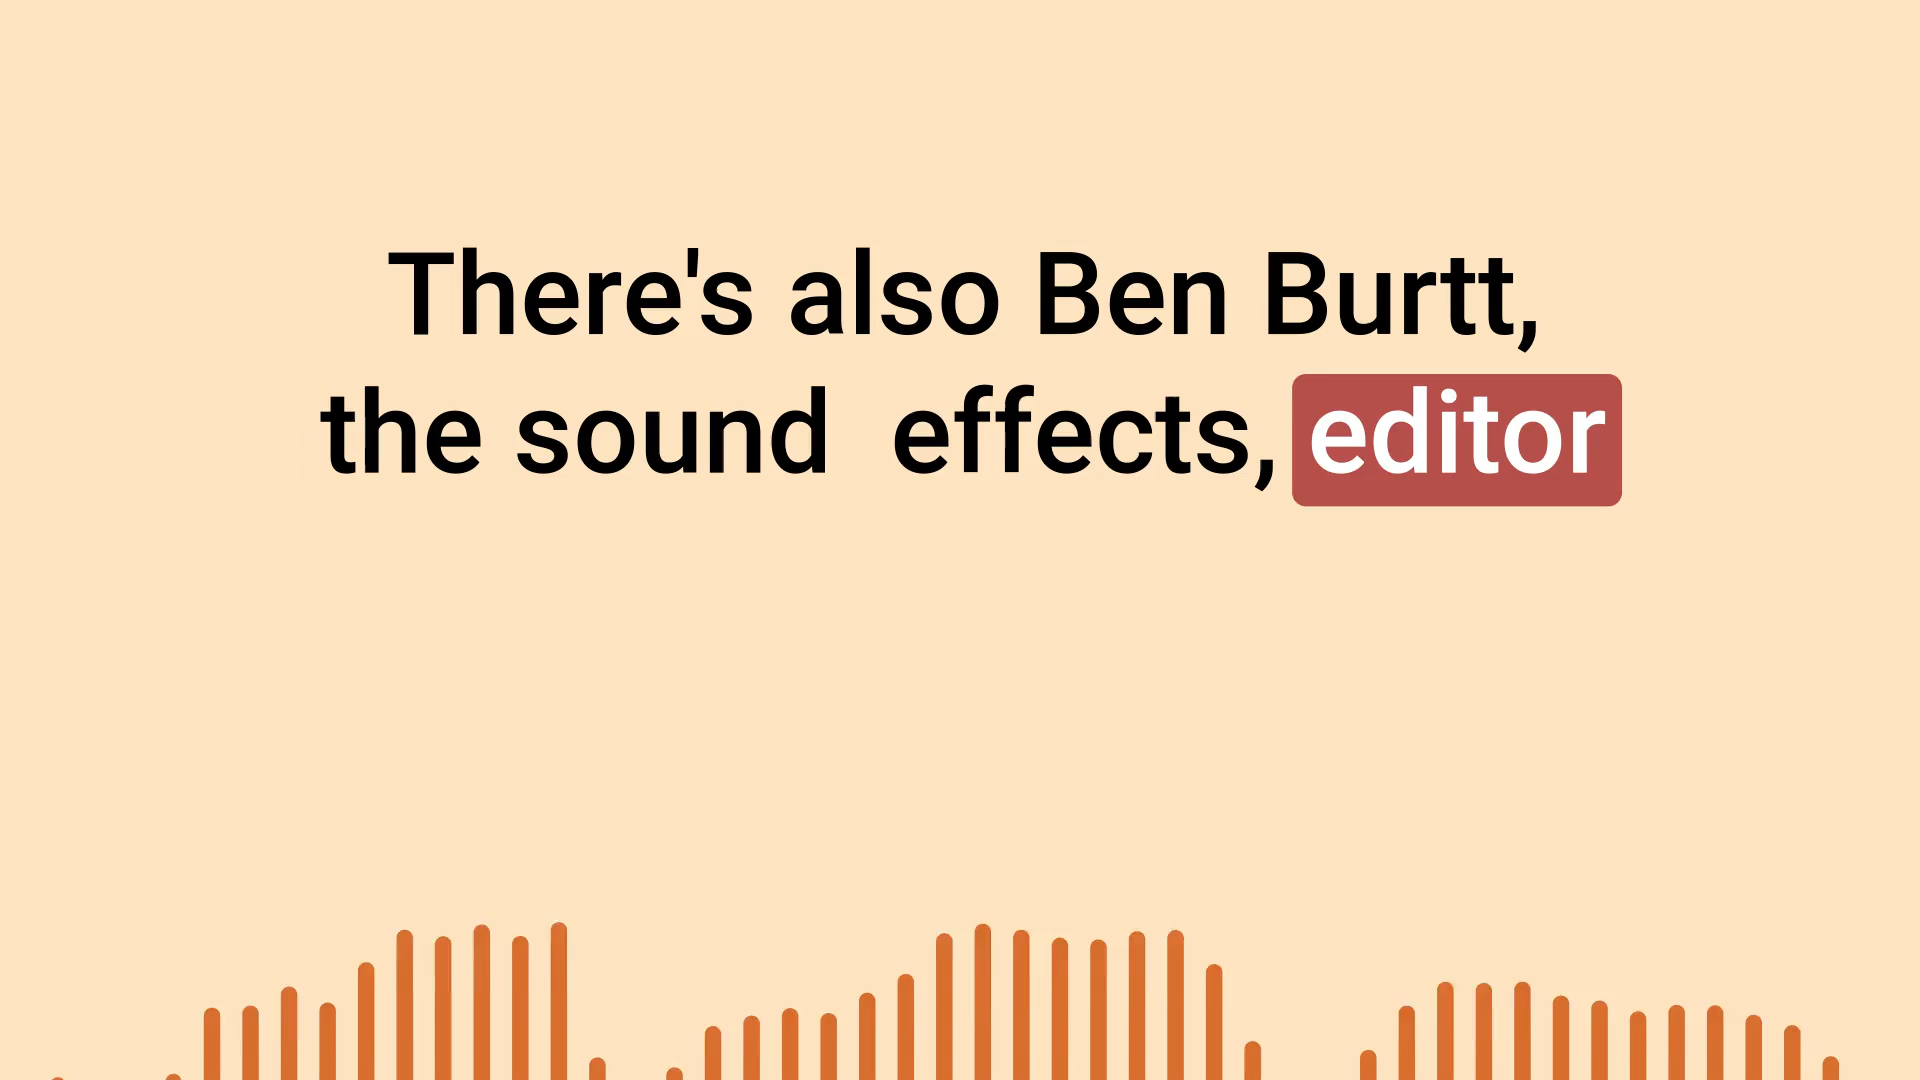 There's also Ben Burtt,
the sound  effects, editor